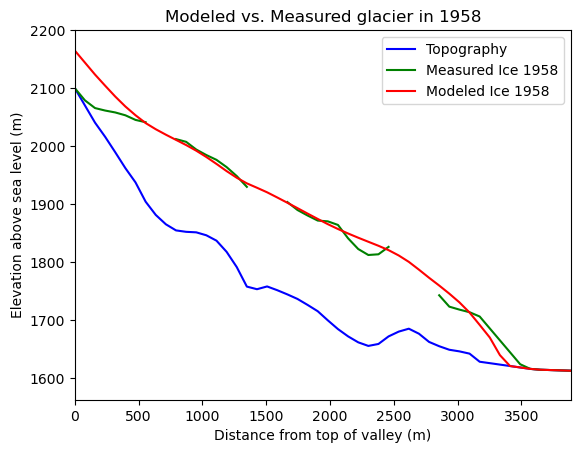 Modeled vs. Measured glacier in 1958
2200
2100
2000
1900
1800
1700
1600
Elevation above sea level (m)
Topography
Measured Ice 1958
Modeled Ice 1958
0 500 1000 1500 2000 2500 3000 3500
Distance from top of valley (m)